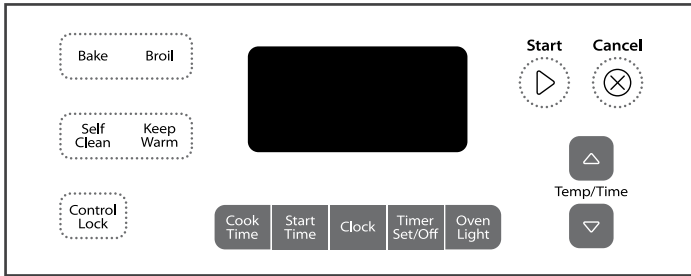 Bake Broil
Start Cancel
Self Clean
Keep Warm
Temp/Time
Control Lock
Cook Time
Start Time
Clock
Timer Set/Off
Oven Light